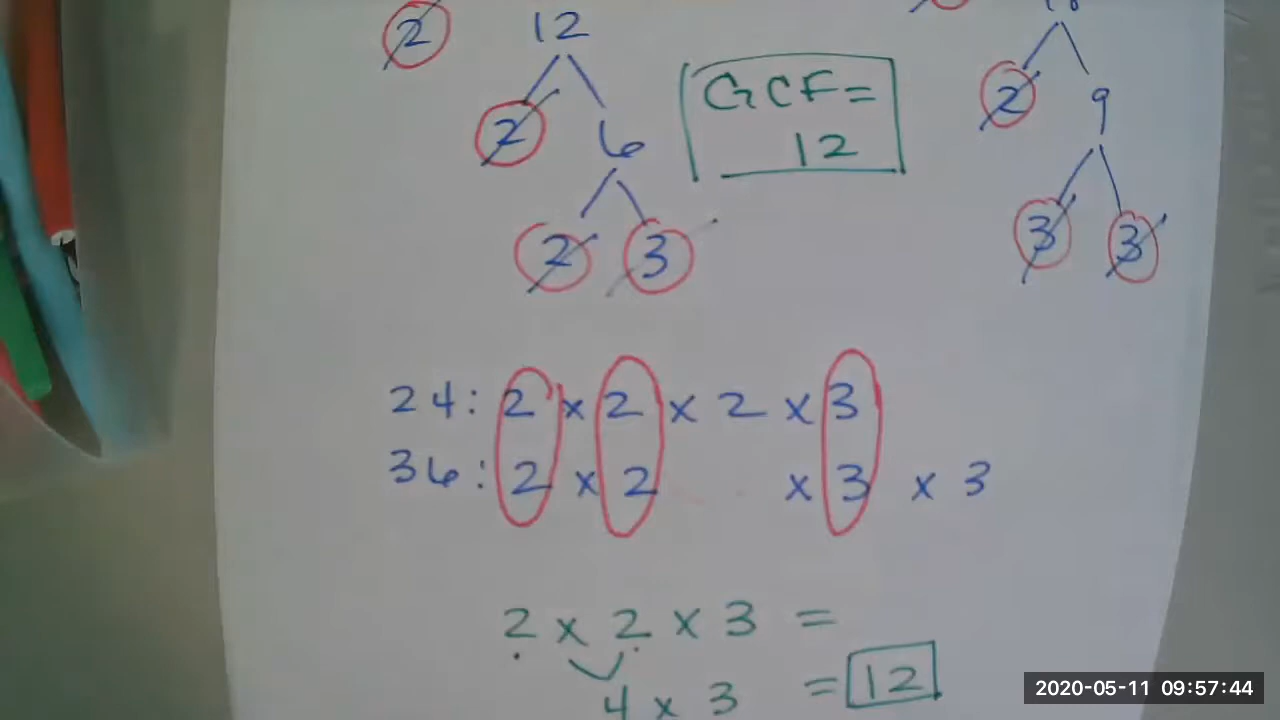 2 12
2 6
2 3
GCF=
12
2 9
3 3
24: 2 x 2 x 2 x 3
36: 2 x 2 x 3 x 3
2 x 2 x 3 =
4 x 3 = 12
2020-05-11 09:57:44